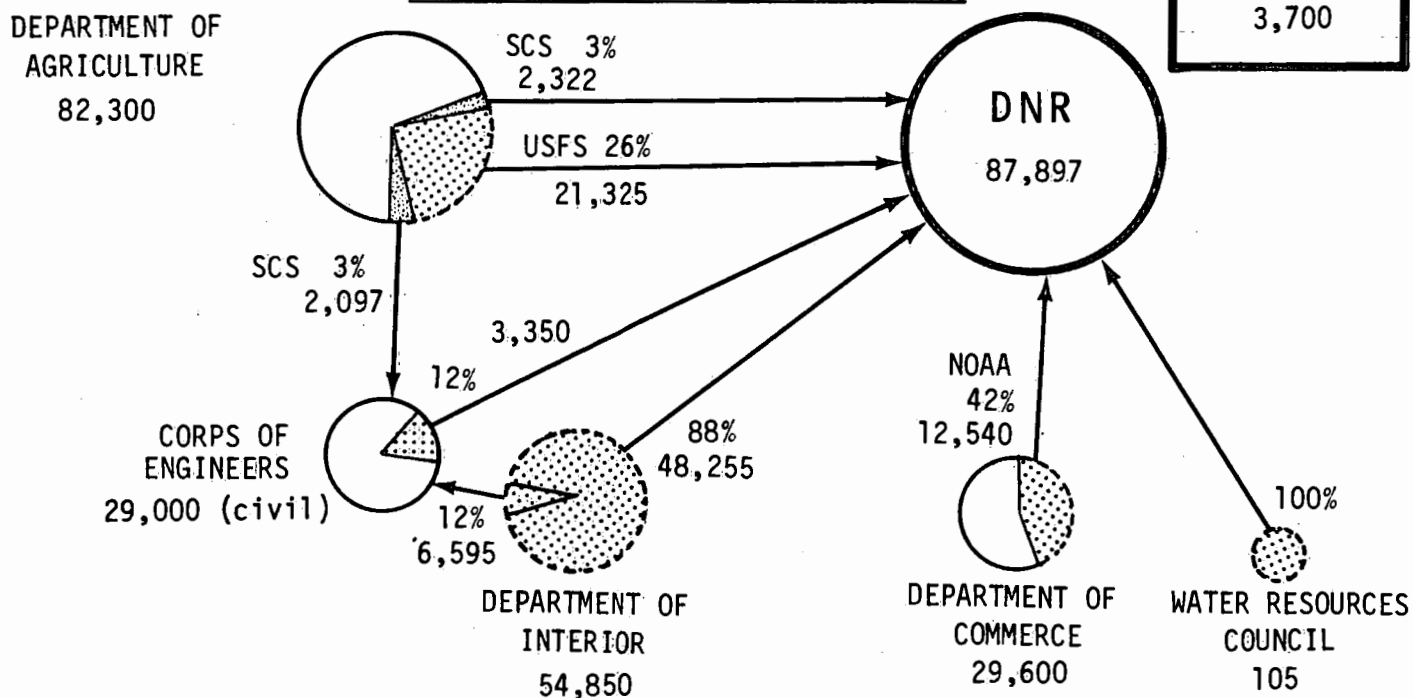 3,700
DEPARTMENT OF
AGRICULTURE
82,300
SCS 3%
2,322
USFS 26%
21,325
DNR
87,897
SCS 3%
2,097
3,350
12%
CORPS OF
ENGINEERS
29,000 (civil)
12%
6,595
88%
48,255
DEPARTMENT OF
INTERIOR
54,850
NOAA
42%
12,540
DEPARTMENT OF
COMMERCE
29,600
100%
WATER RESOURCES
COUNCIL
105